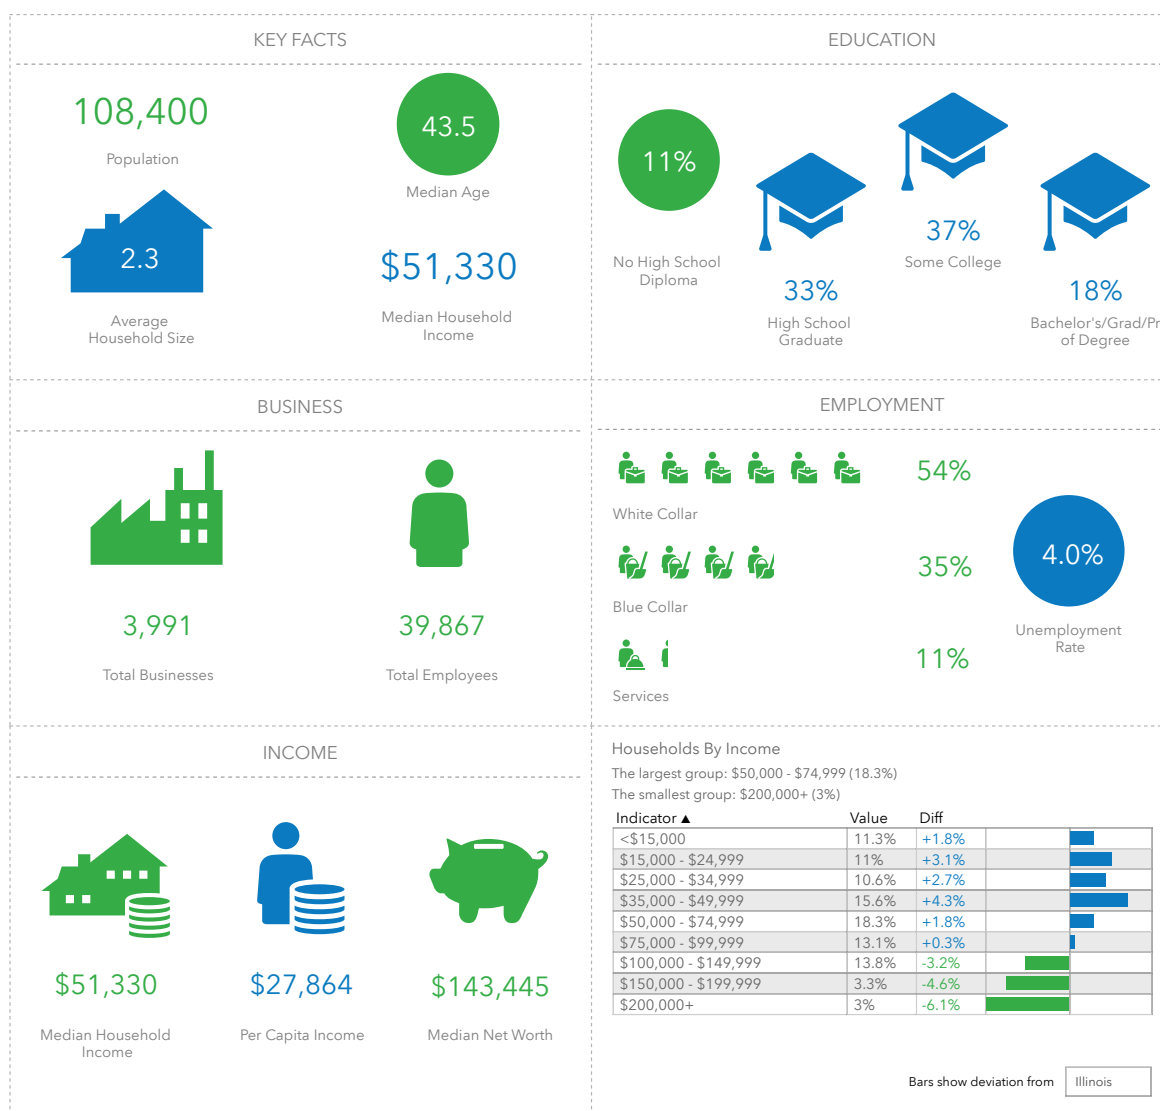 KEY FACTS
108,400
Population
43.5
Median Age
2.3
Average
Household Size
$51,330
Median Household
Income
EDUCATION
11%
No High School
Diploma
33%
High School
Graduate
37%
Some College
18%
Bachelor's/Grad/Pr
of Degree
BUSINESS
3,991
Total Businesses
39,867
Total Employees
EMPLOYMENT
54%
White Collar
35%
Blue Collar
11%
Services
4.0%
Unemployment
Rate
INCOME
$51,330
Median Household
Income
$27,864
Per Capita Income
$143,445
Median Net Worth
Households By Income
The largest group: $50,000 - $74,999 (18.3%)
The smallest group: $200,000+ (3%)
Indicator ▲ Value Diff
<$15,000 11.3% +1.8%
$15,000 - $24,999 11% +3.1%
$25,000 - $34,999 10.6% +2.7%
$35,000 - $49,999 15.6% +4.3%
$50,000 - $74,999 18.3% +1.8%
$75,000 - $99,999 13.1% +0.3%
$100,000 - $149,999 13.8% -3.2%
$150,000 - $199,999 3.3% -4.6%
$200,000+ 3% -6.1%
Bars show deviation from Illinois